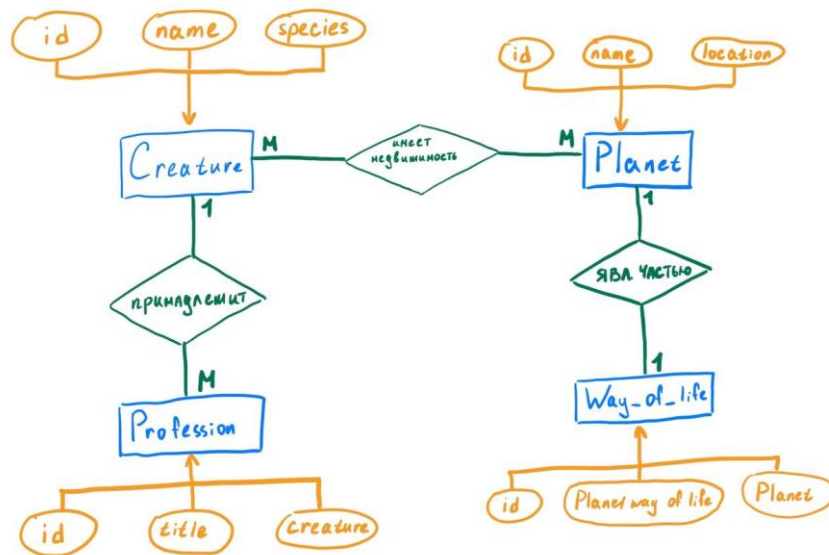 id
name
species
id
name
location
Creature
M
имеет
недвижимость
M
Planet
1
1
принадлежит
явл. частью
M
1
Profession
Way_of_life
id
title
creature
id
Planet way of life
Planet